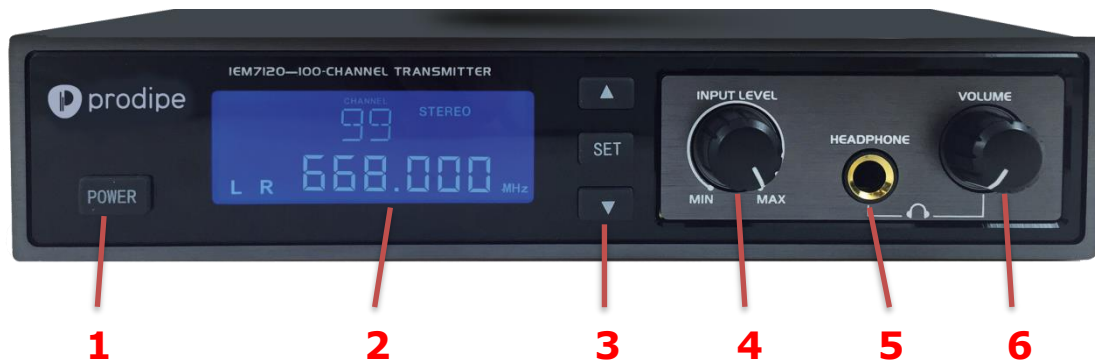 IEM7120—100-CHANNEL TRANSMITTER
prodipe
CHANNEL
99
STEREO
L R 668.000 MHz
POWER
▲
SET
▼
INPUT LEVEL
MIN MAX
HEADPHONE
VOLUME
1 2 3 4 5 6